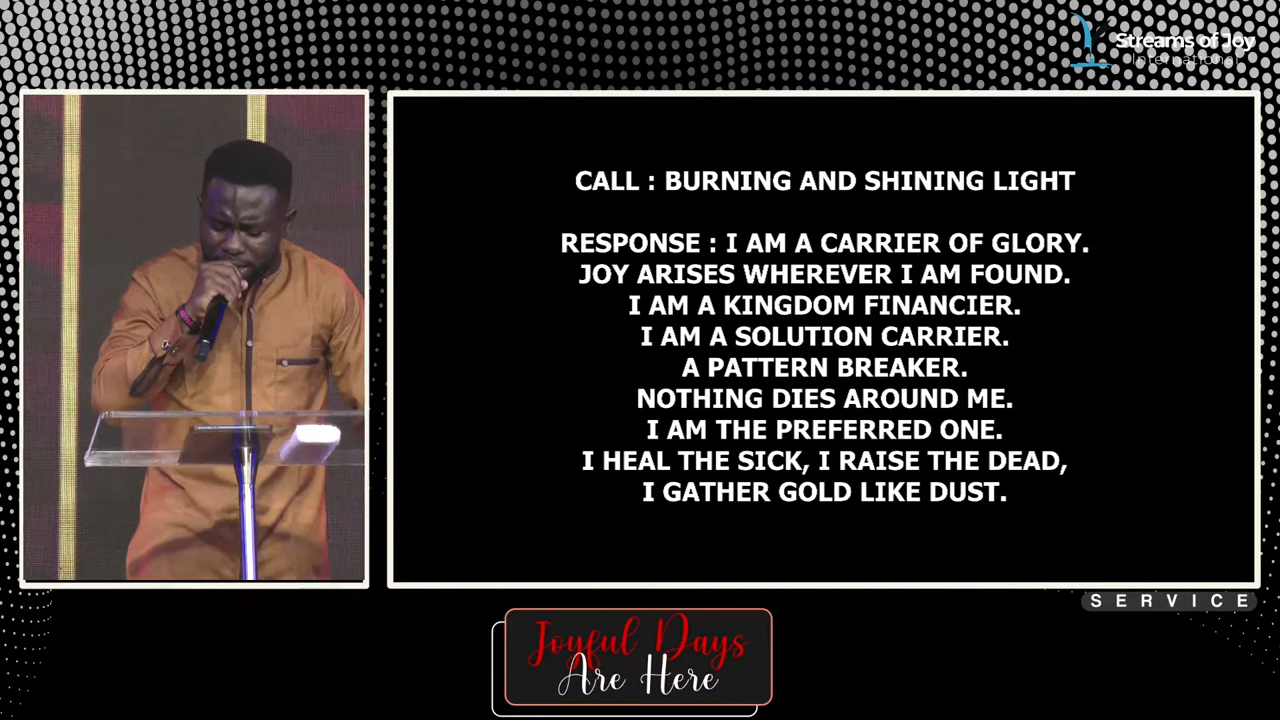 Streams of Joy
International
CALL : BURNING AND SHINING LIGHT
RESPONSE : I AM A CARRIER OF GLORY.
JOY ARISES WHEREVER I AM FOUND.
I AM A KINGDOM FINANCIER.
I AM A SOLUTION CARRIER.
A PATTERN BREAKER.
NOTHING DIES AROUND ME.
I AM THE PREFERRED ONE.
I HEAL THE SICK, I RAISE THE DEAD,
I GATHER GOLD LIKE DUST.
SERVICE
Joyful Days
Are Here